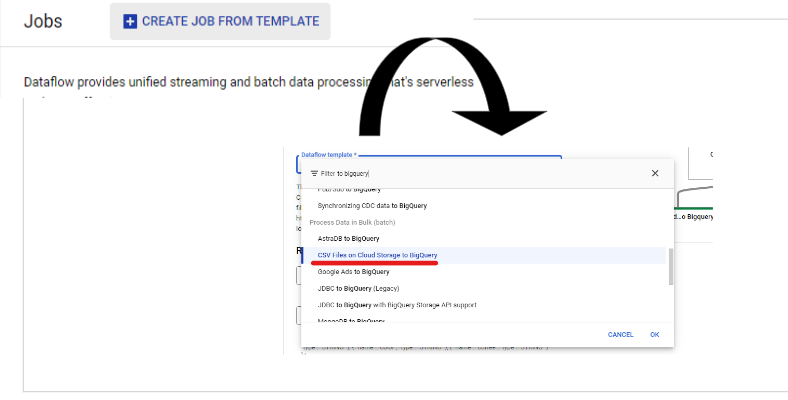 Jobs
CREATE JOB FROM TEMPLATE
Dataflow provides unified streaming and batch data processin hat's serverless
Dataflow template *
Filter to bigquery
Pub/Sub to BigQuery
Synchronizing CDC data to BigQuery
Process Data in Bulk (batch)
AstraDB to BigQuery
CSV Files on Cloud Storage to BigQuery
Google Ads to BigQuery
JDBC to BigQuery (Legacy)
JDBC to BigQuery with BigQuery Storage API support
MongoDB to BigQuery
CANCEL OK
d...o Bigquery